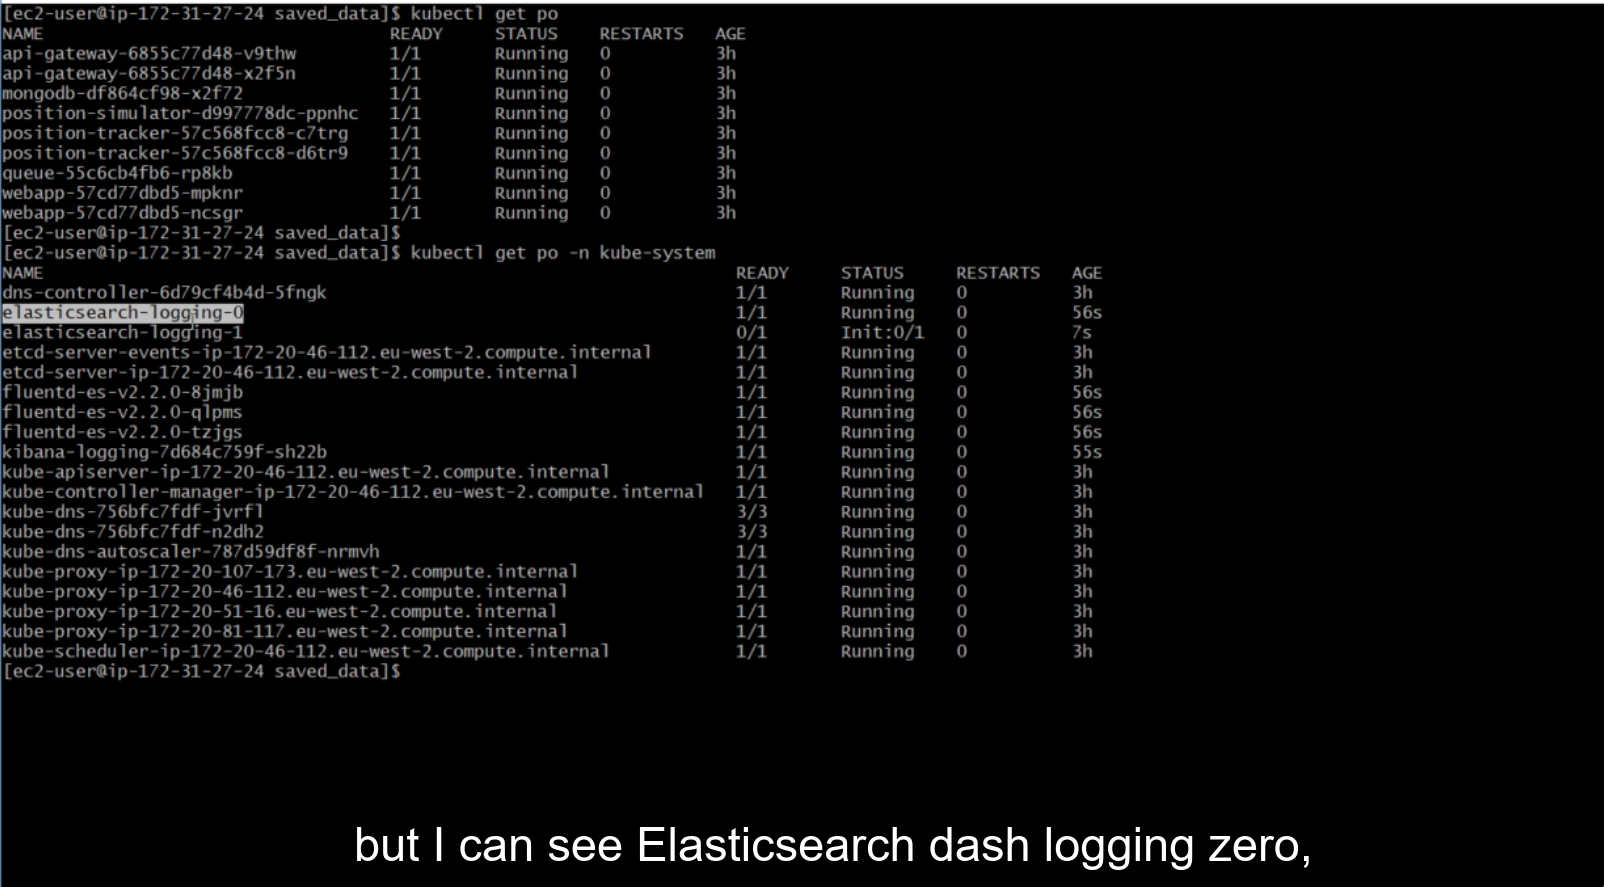 [ec2-user@ip-172-31-27-24 saved_data]$ kubectl get po
NAME READY STATUS RESTARTS AGE
api-gateway-6855c77d48-v9thw 1/1 Running 0 3h
api-gateway-6855c77d48-x2f5n 1/1 Running 0 3h
mongodb-df864cf98-x2f72 1/1 Running 0 3h
position-simulator-d997778dc-ppnhc 1/1 Running 0 3h
position-tracker-57c568fcc8-c7trg 1/1 Running 0 3h
position-tracker-57c568fcc8-d6tr9 1/1 Running 0 3h
queue-55c6cb4fb6-rp8kb 1/1 Running 0 3h
webapp-57cd77dbd5-mpknr 1/1 Running 0 3h
webapp-57cd77dbd5-ncsgr 1/1 Running 0 3h
[ec2-user@ip-172-31-27-24 saved_data]$
[ec2-user@ip-172-31-27-24 saved_data]$ kubectl get po -n kube-system
NAME READY STATUS RESTARTS AGE
dns-controller-6d79cf4b4d-5fngk 1/1 Running 0 3h
elasticsearch-logging-0 1/1 Running 0 56s
elasticsearch-logging-1 0/1 Init:0/1 0 7s
etcd-server-events-ip-172-20-46-112.eu-west-2.compute.internal 1/1 Running 0 3h
etcd-server-ip-172-20-46-112.eu-west-2.compute.internal 1/1 Running 0 3h
fluentd-es-v2.2.0-8jmjb 1/1 Running 0 56s
fluentd-es-v2.2.0-qlpms 1/1 Running 0 56s
fluentd-es-v2.2.0-tzjgs 1/1 Running 0 56s
kibana-logging-7d684c759f-sh22b 1/1 Running 0 55s
kube-apiserver-ip-172-20-46-112.eu-west-2.compute.internal 1/1 Running 0 3h
kube-controller-manager-ip-172-20-46-112.eu-west-2.compute.internal 1/1 Running 0 3h
kube-dns-756bfc7fdf-jvrfl 3/3 Running 0 3h
kube-dns-756bfc7fdf-n2dh2 3/3 Running 0 3h
kube-dns-autoscaler-787d59df8f-nrmvh 1/1 Running 0 3h
kube-proxy-ip-172-20-107-173.eu-west-2.compute.internal 1/1 Running 0 3h
kube-proxy-ip-172-20-46-112.eu-west-2.compute.internal 1/1 Running 0 3h
kube-proxy-ip-172-20-51-16.eu-west-2.compute.internal 1/1 Running 0 3h
kube-proxy-ip-172-20-81-117.eu-west-2.compute.internal 1/1 Running 0 3h
kube-scheduler-ip-172-20-46-112.eu-west-2.compute.internal 1/1 Running 0 3h
[ec2-user@ip-172-31-27-24 saved_data]$
but I can see Elasticsearch dash logging zero,